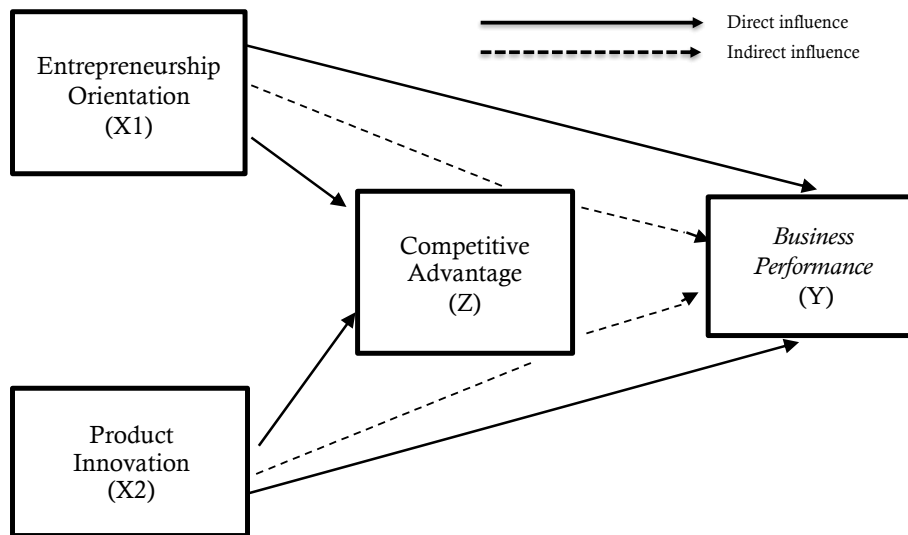 Direct influence
Indirect influence
Entrepreneurship
Orientation
(X1)
Competitive
Advantage
(Z)
Business
Performance
(Y)
Product
Innovation
(X2)